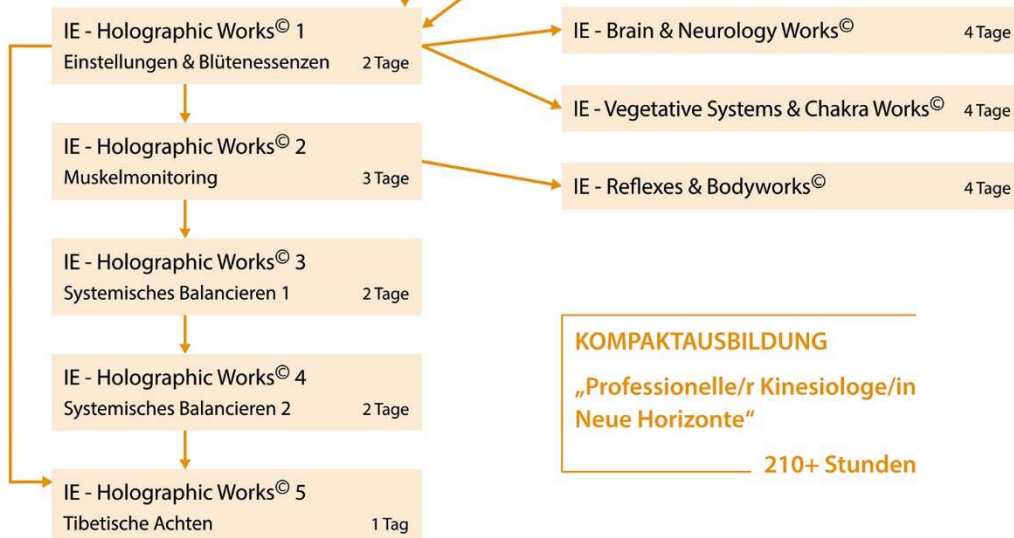 IE - Holographic Works© 1
Einstellungen & Blütenessenzen 2 Tage
IE - Holographic Works© 2
Muskelmonitoring 3 Tage
IE - Holographic Works© 3
Systemisches Balancieren 1 2 Tage
IE - Holographic Works© 4
Systemisches Balancieren 2 2 Tage
IE - Holographic Works© 5
Tibetische Achten 1 Tag
IE - Brain & Neurology Works© 4 Tage
IE - Vegetative Systems & Chakra Works© 4 Tage
IE - Reflexes & Bodyworks© 4 Tage
KOMPAKTAUSBILDUNG
„Professionelle/r Kinesiologe/in
Neue Horizonte“
210+ Stunden